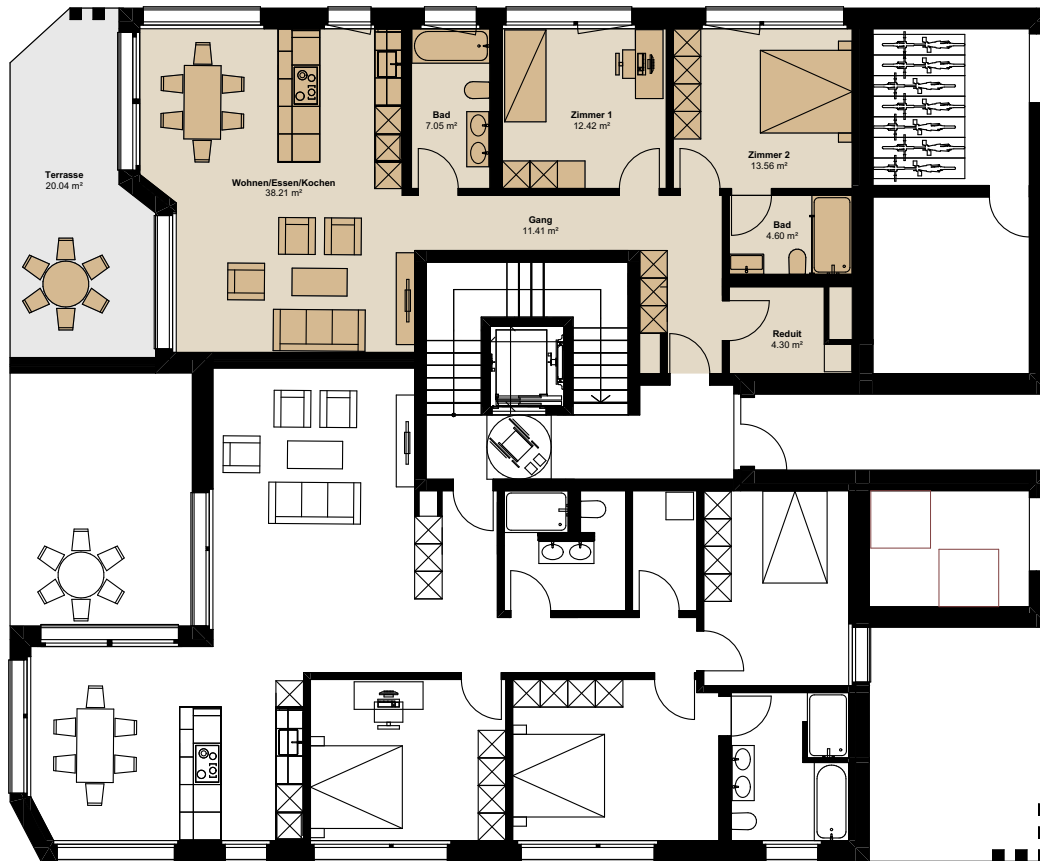 Bad
7.05 m²
Zimmer 1
12.42 m²
Zimmer 2
13.56 m²
Terrasse
20.04 m²
Wohnen/Essen/Kochen
38.21 m²
Gang
11.41 m²
Bad
4.60 m²
Reduit
4.30 m²